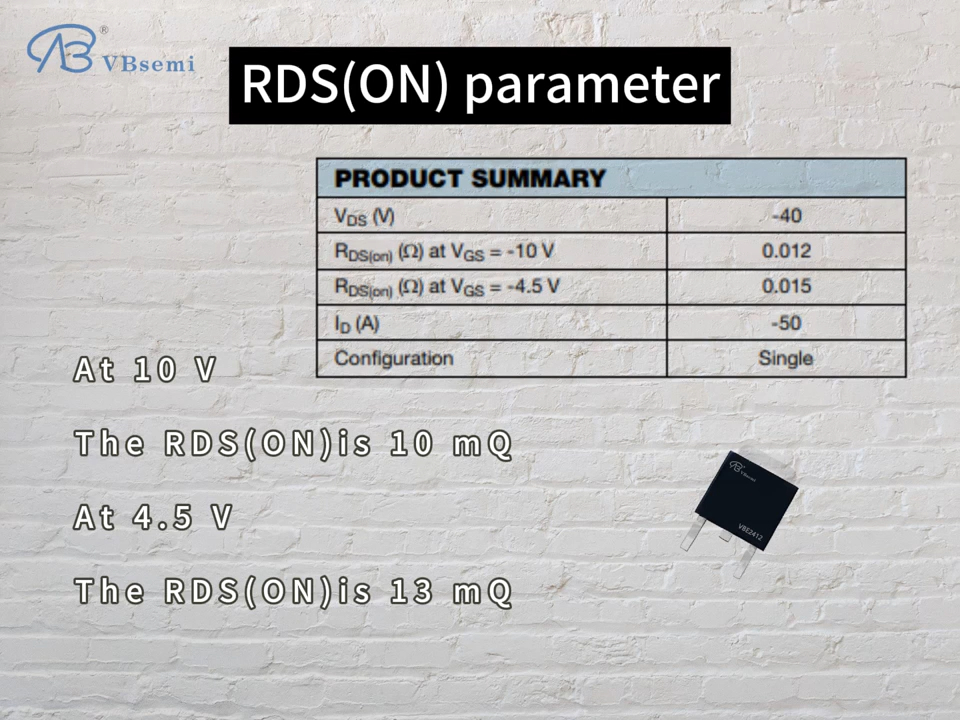 VBsemi®
RDS(ON) parameter
PRODUCT SUMMARY
VDS (V) -40
RDS(on) (Ω) at VGS = -10 V 0.012
RDS(on) (Ω) at VGS = -4.5 V 0.015
ID (A) -50
Configuration Single
At 10 V
The RDS(ON)is 10 mQ
At 4.5 V
The RDS(ON)is 13 mQ
VBsemi
VBE2412